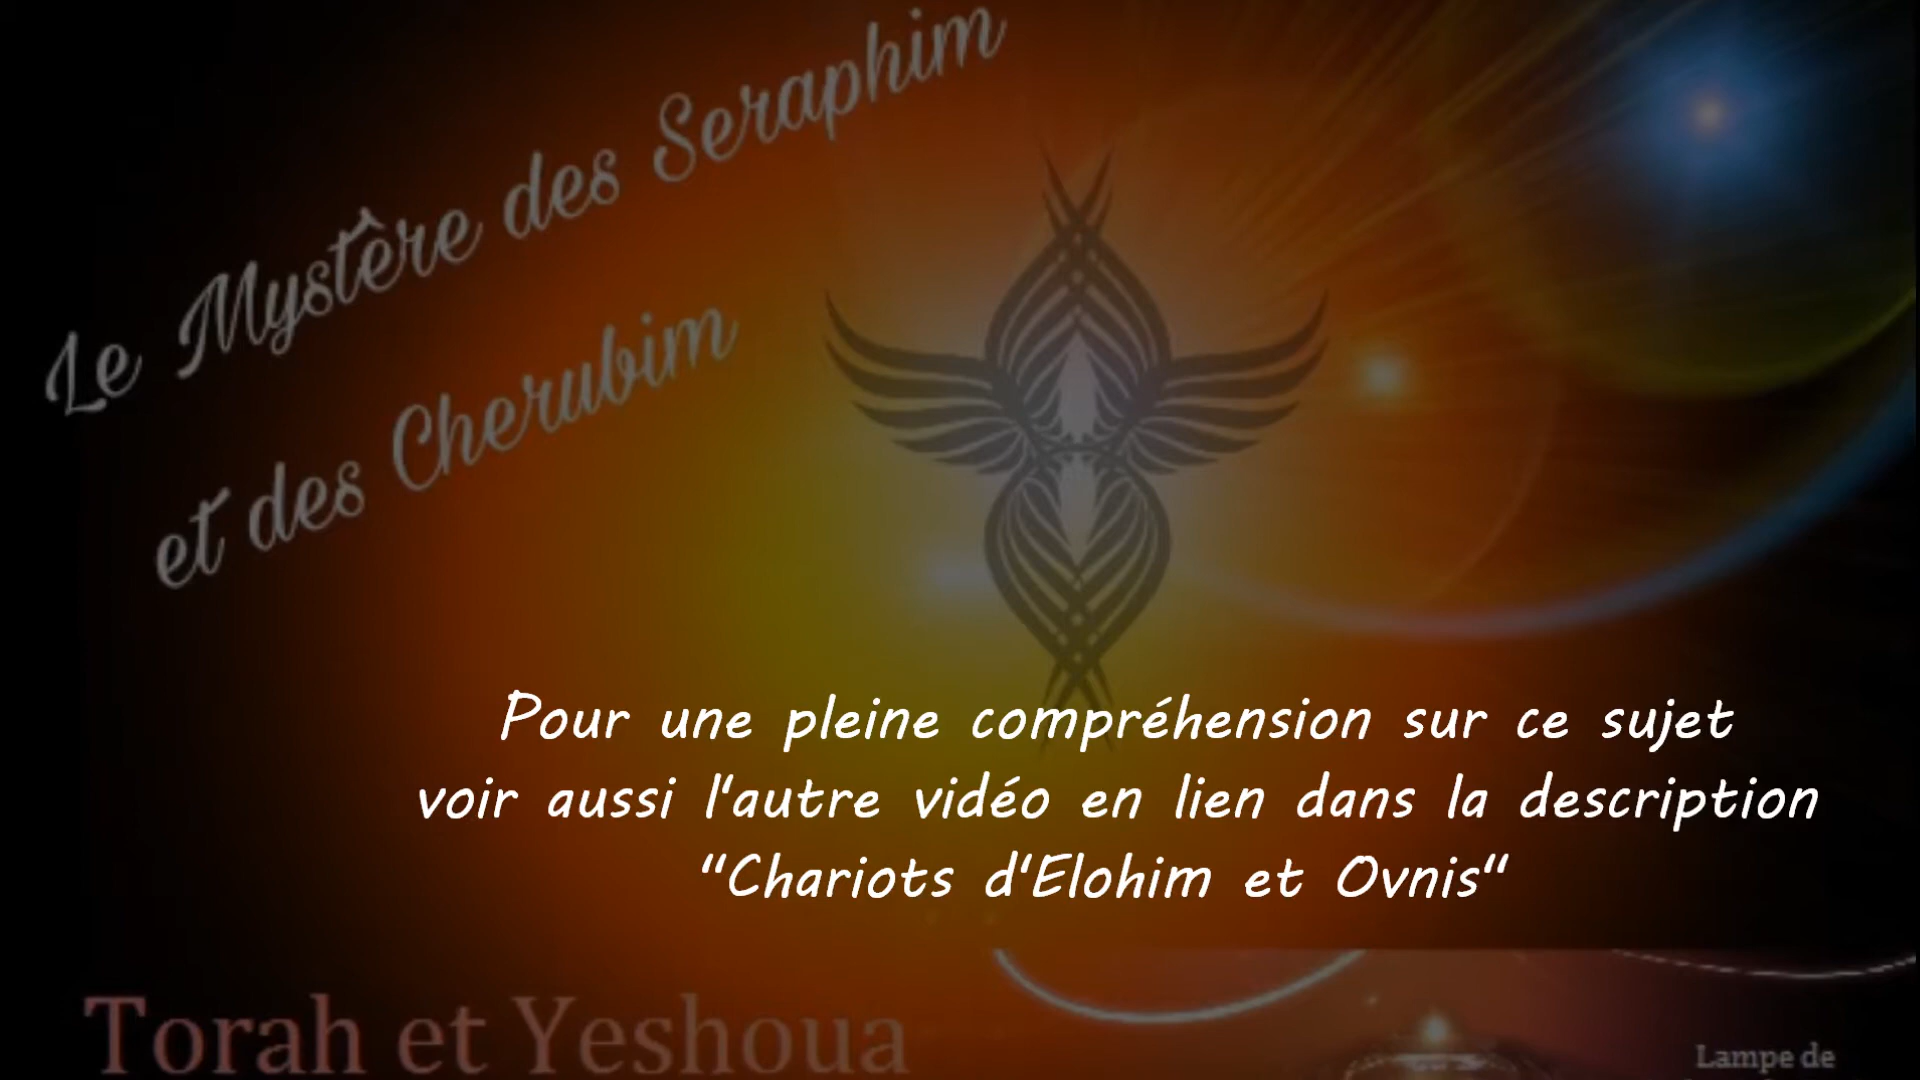 Le Mystère des Seraphim
et des Cherubim
Pour une pleine compréhension sur ce sujet
voir aussi l'autre vidéo en lien dans la description
"Chariots d'Elohim et Ovnis"
Torah et Yeshoua
Lampe de